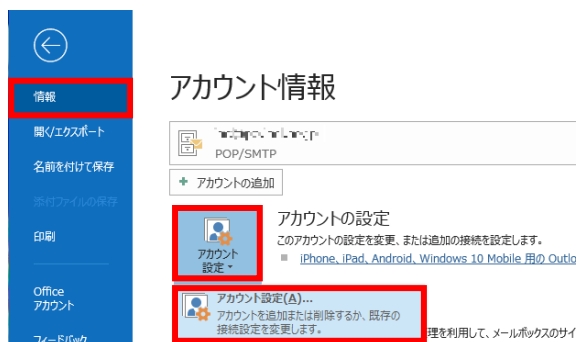 情報
開く/エクスポート
名前を付けて保存
添付ファイルの保存
印刷
Office
アカウント
フィードバック
アカウント情報
POP/SMTP
+ アカウントの追加
アカウント
設定
アカウントの設定
このアカウントの設定を変更、または追加の接続を設定します。
iPhone、iPad、Android、Windows 10 Mobile 用の Outlo
アカウント設定(A)...
アカウントを追加または削除するか、既存の
接続設定を変更します。
理を利用して、メールボックスのサイ